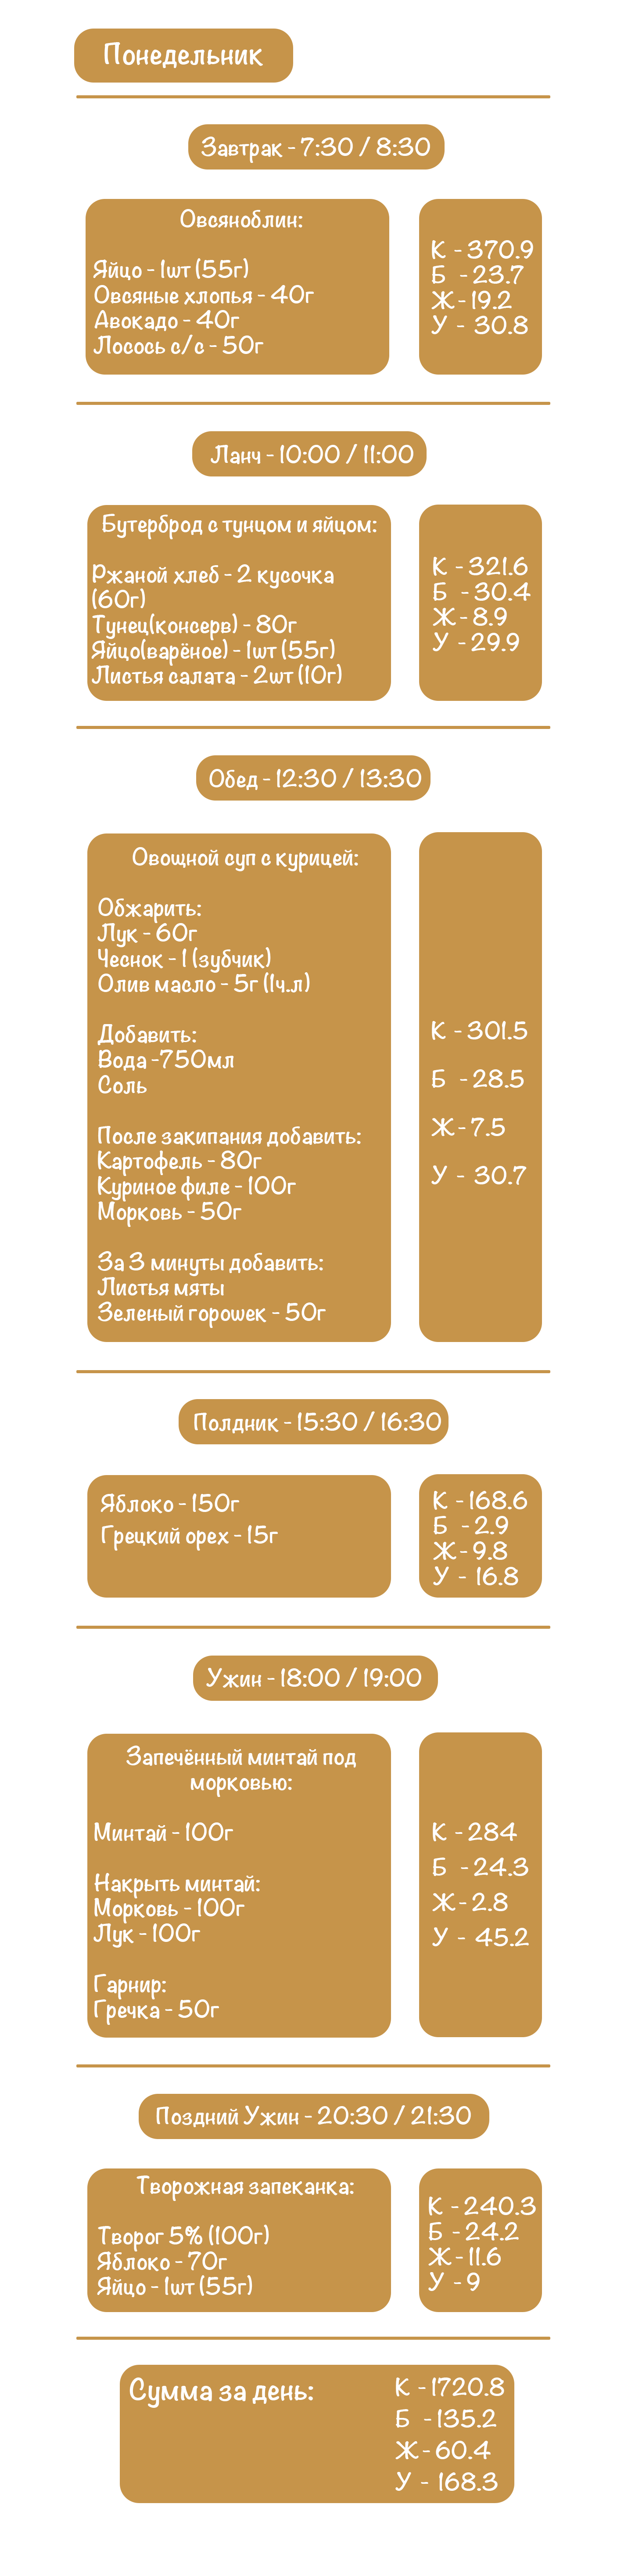 Понедельник
Завтрак - 7:30 / 8:30
Овсяноблин:
Яйцо - 1шт (55г)
Овсяные хлопья - 40г
Авокадо - 40г
Лосось с/с - 50г
К - 370.9
Б - 23.7
Ж - 19.2
У - 30.8
Ланч - 10:00 / 11:00
Бутерброд с тунцом и яйцом:
Ржаной хлеб - 2 кусочка
(60г)
Тунец(консерв) - 80г
Яйцо(варёное) - 1шт (55г)
Листья салата - 2шт (10г)
К - 321.6
Б - 30.4
Ж - 8.9
У - 29.9
Обед - 12:30 / 13:30
Овощной суп с курицей:
Обжарить:
Лук - 60г
Чеснок - 1 (зубчик)
Олив масло - 5г (1ч.л)
Добавить:
Вода -750мл
Соль
После закипания добавить:
Картофель - 80г
Куриное филе - 100г
Морковь - 50г
За 3 минуты добавить:
Листья мяты
Зеленый горошек - 50г
К - 301.5
Б - 28.5
Ж - 7.5
У - 30.7
Полдник - 15:30 / 16:30
Яблоко - 150г
Грецкий орех - 15г
К - 168.6
Б - 2.9
Ж - 9.8
У - 16.8
Ужин - 18:00 / 19:00
Запечённый минтай под
морковью:
Минтай - 100г
Накрыть минтай:
Морковь - 100г
Лук - 100г
Гарнир:
Гречка - 50г
К - 284
Б - 24.3
Ж - 2.8
У - 45.2
Поздний Ужин - 20:30 / 21:30
Творожная запеканка:
Творог 5% (100г)
Яблоко - 70г
Яйцо - 1шт (55г)
К - 240.3
Б - 24.2
Ж - 11.6
У - 9
Сумма за день:
К - 1720.8
Б - 135.2
Ж - 60.4
У - 168.3